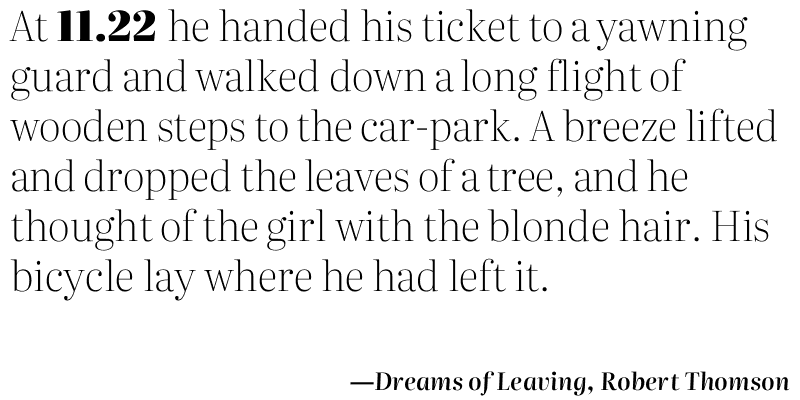 At 11.22 he handed his ticket to a yawning
guard and walked down a long flight of
wooden steps to the car-park. A breeze lifted
and dropped the leaves of a tree, and he
thought of the girl with the blonde hair. His
bicycle lay where he had left it.
—Dreams of Leaving, Robert Thomson